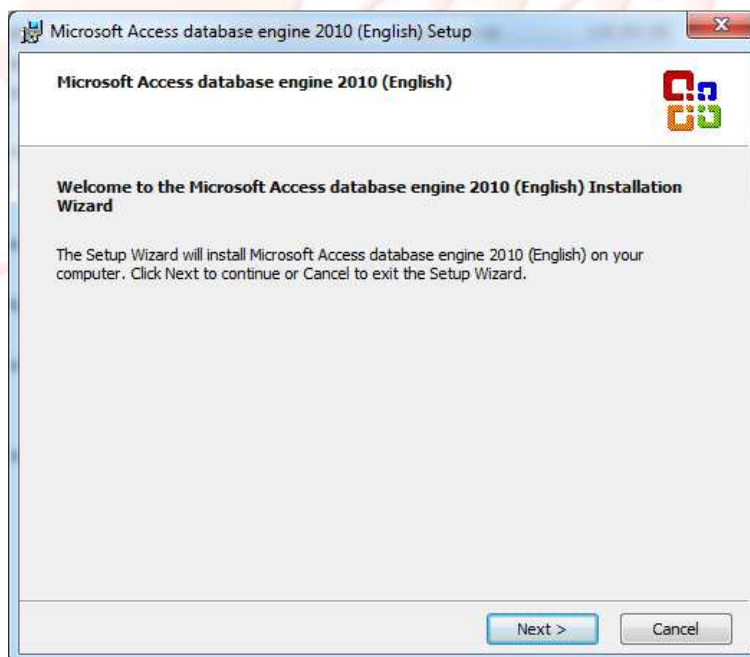 Microsoft Access database engine 2010 (English) Setup
Microsoft Access database engine 2010 (English)
Welcome to the Microsoft Access database engine 2010 (English) Installation
Wizard
The Setup Wizard will install Microsoft Access database engine 2010 (English) on your
computer. Click Next to continue or Cancel to exit the Setup Wizard.
Next >
Cancel